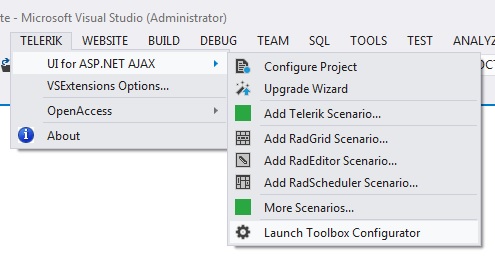 te - Microsoft Visual Studio (Administrator)
TELERIK WEBSITE BUILD DEBUG TEAM SQL TOOLS TEST ANALYZ
UI for ASP.NET AJAX
VSExtensions Options...
OpenAccess
About
Configure Project
Upgrade Wizard
Add Telerik Scenario...
Add RadGrid Scenario...
Add RadEditor Scenario...
Add RadScheduler Scenario...
More Scenarios...
Launch Toolbox Configurator